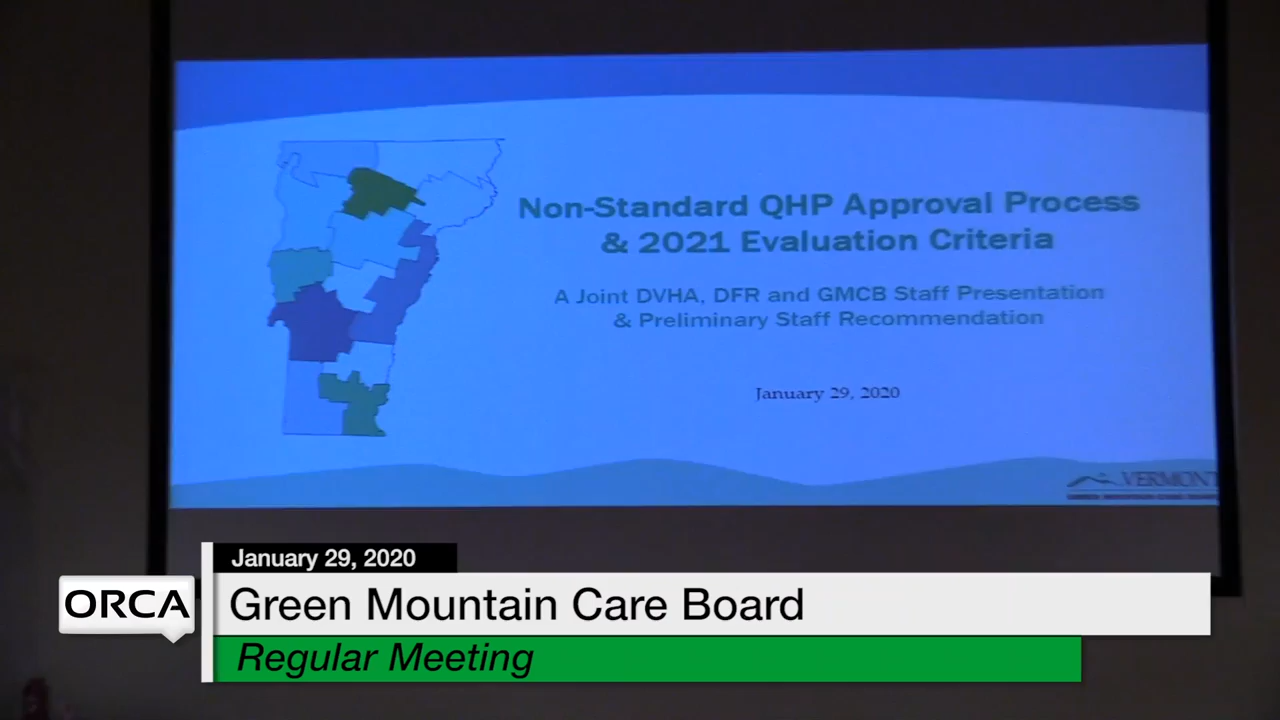 Non-Standard QHP Approval Process
& 2021 Evaluation Criteria
A Joint DVHA, DFR and GMCB Staff Presentation
& Preliminary Staff Recommendation
January 29, 2020
VERMONT
January 29, 2020
ORCA
Green Mountain Care Board
Regular Meeting